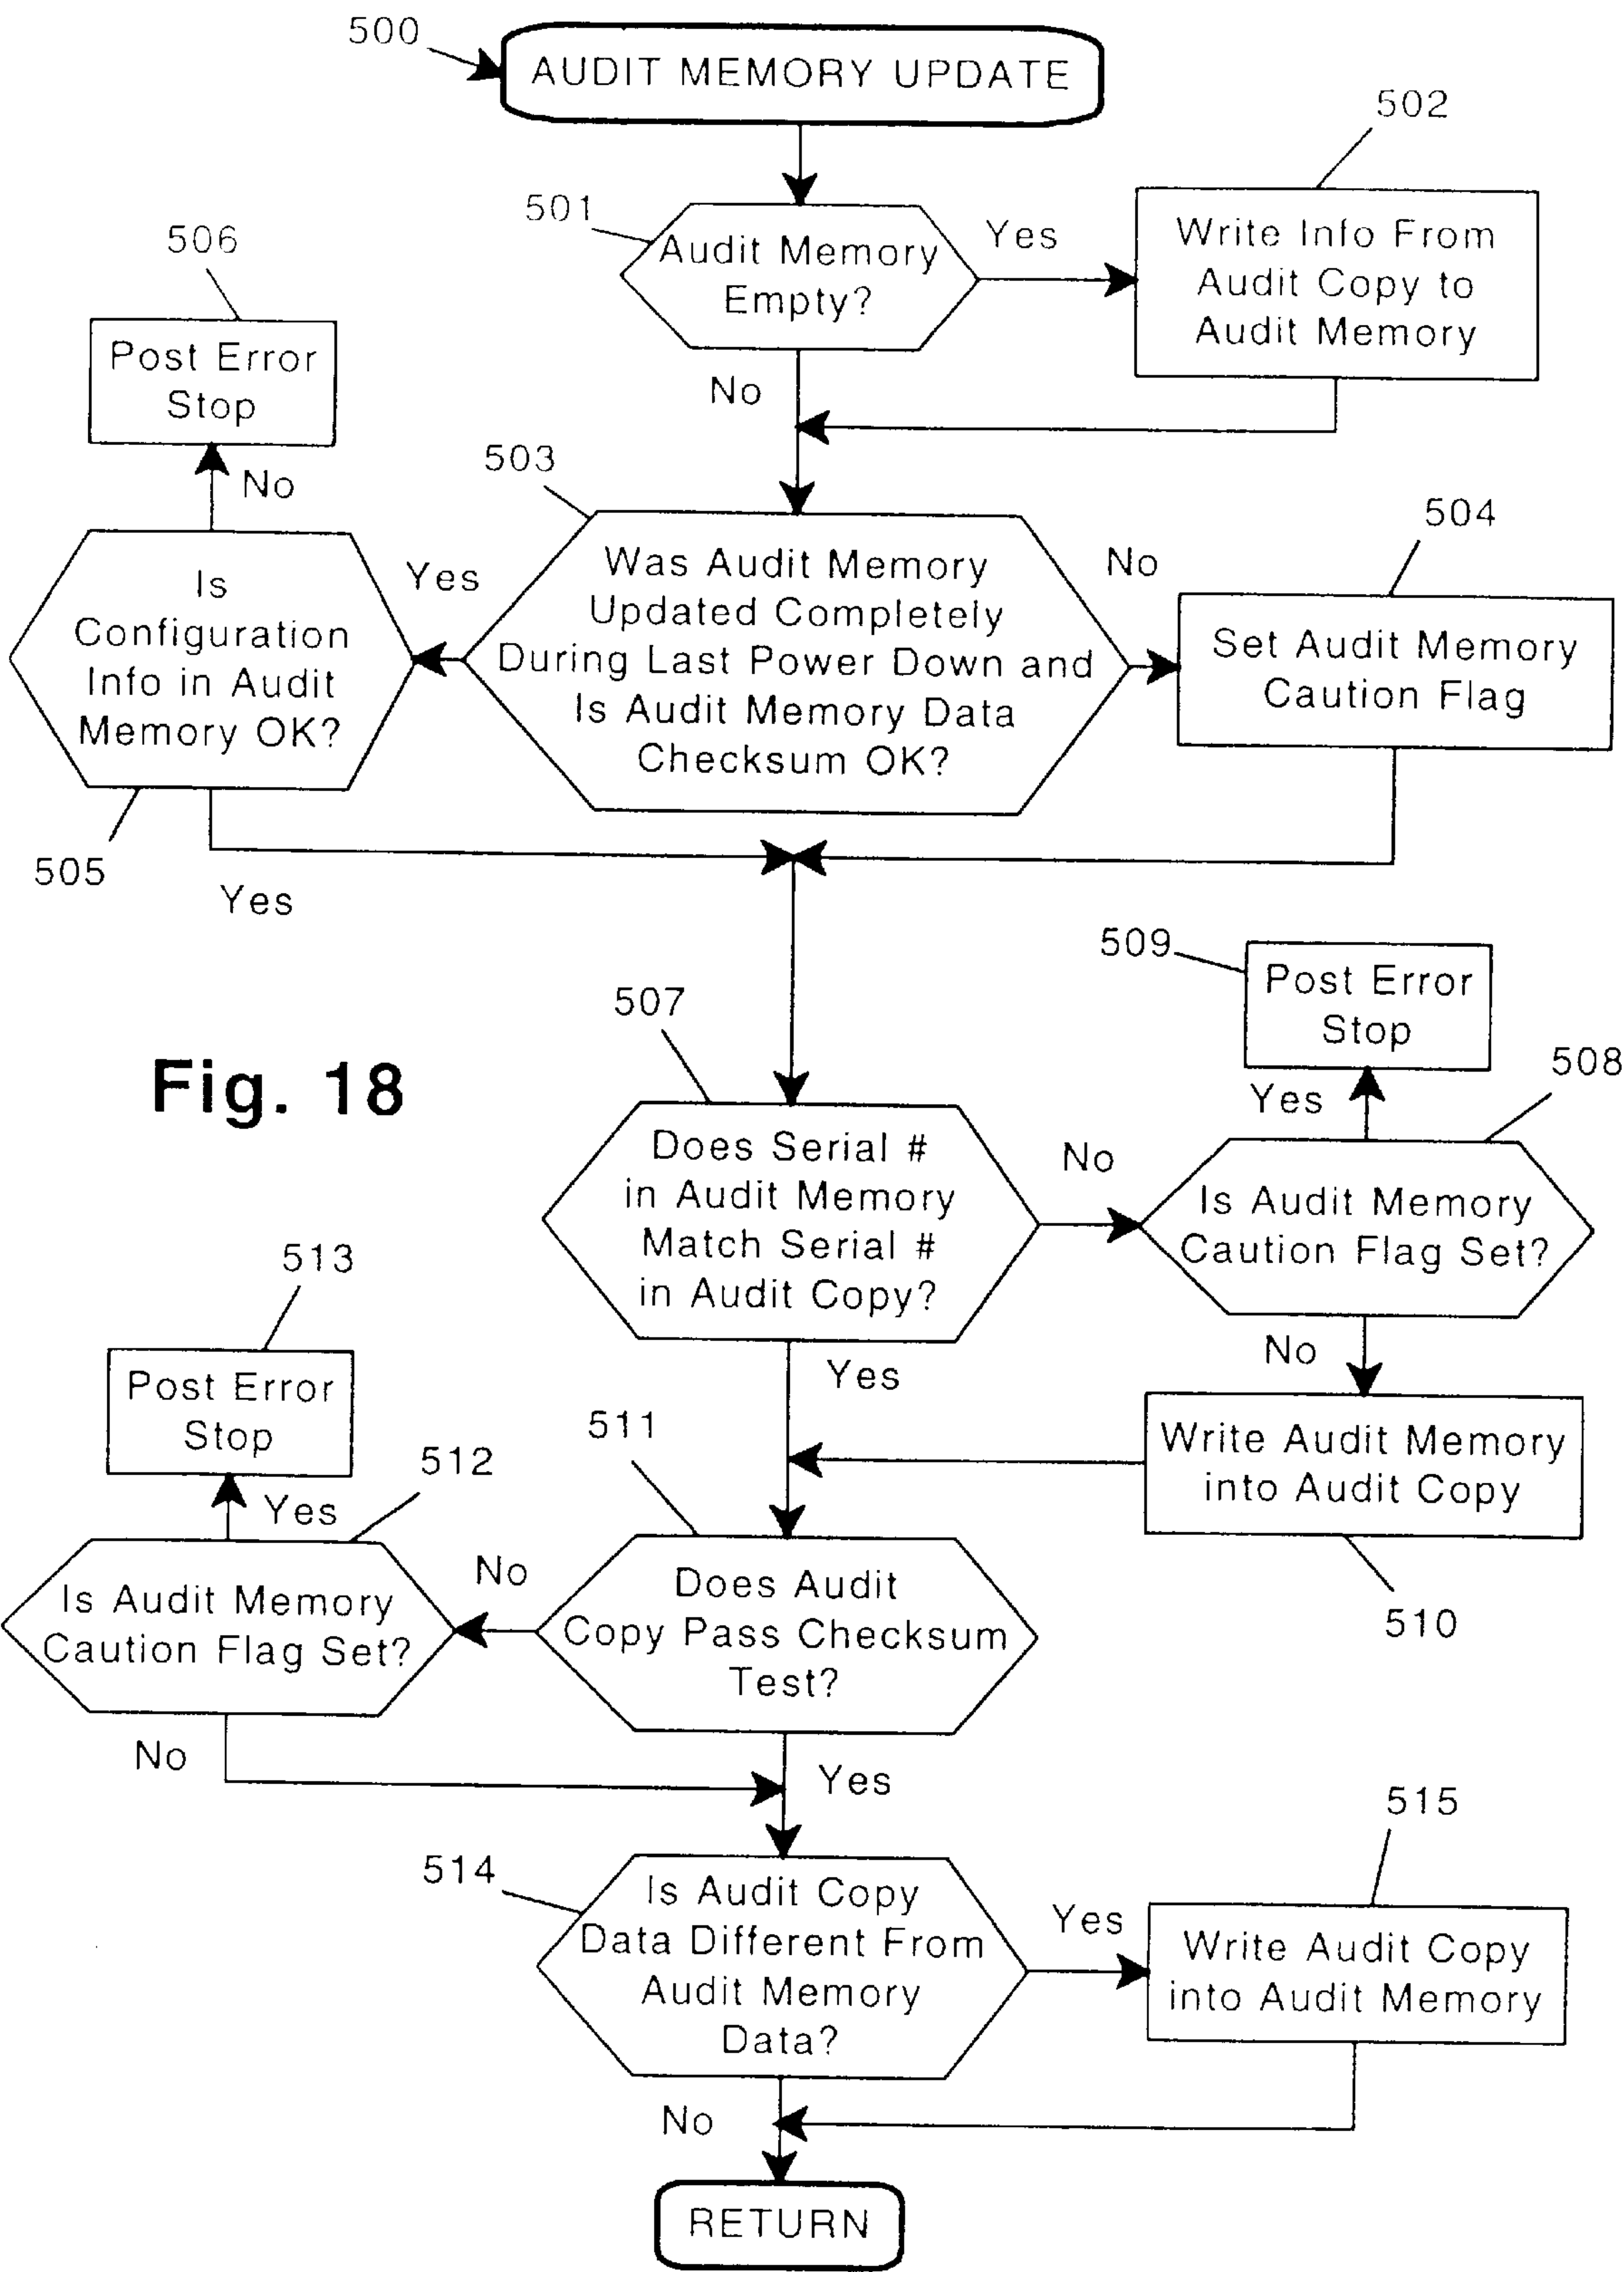 500
AUDIT MEMORY UPDATE
502
501
Audit Memory
Empty?
Yes
Write Info From
Audit Copy to
Audit Memory
506
Post Error
Stop
No
No
503
504
Is
Configuration
Info in Audit
Memory OK?
Yes
Was Audit Memory
Updated Completely
During Last Power Down and
Is Audit Memory Data
Checksum OK?
No
Set Audit Memory
Caution Flag
505
Yes
509
Post Error
Stop
507
508
Fig. 18
Yes
Does Serial #
in Audit Memory
Match Serial #
in Audit Copy?
No
Is Audit Memory
Caution Flag Set?
513
Post Error
Stop
No
Yes
511
512
Write Audit Memory
into Audit Copy
510
Yes
Is Audit Memory
Caution Flag Set?
No
Does Audit
Copy Pass Checksum
Test?
No
Yes
515
514
Is Audit Copy
Data Different From
Audit Memory
Data?
Yes
Write Audit Copy
into Audit Memory
No
RETURN